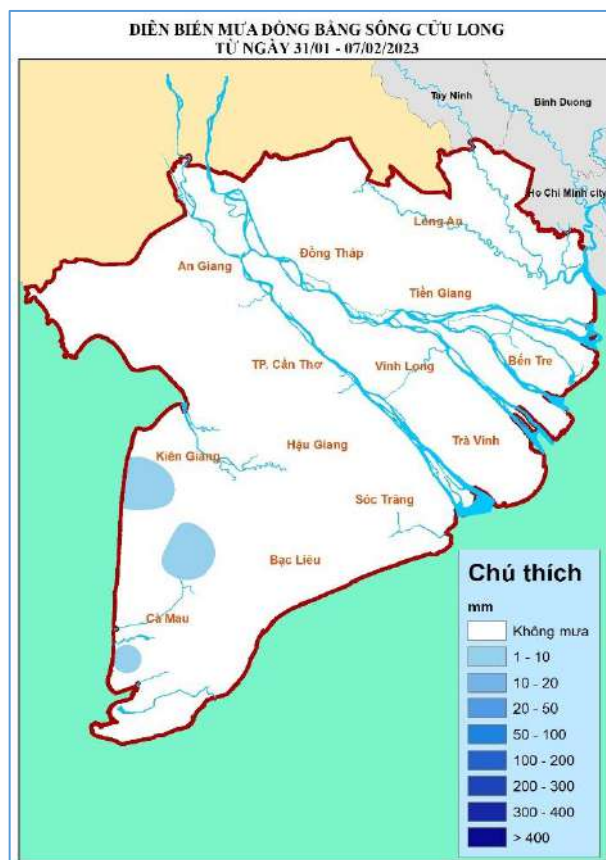 DIỄN BIẾN MƯA ĐỒNG BẰNG SÔNG CỬU LONG
TỪ NGÀY 31/01 - 07/02/2023
Tay Ninh
Binh Duong
Ho Chi Minh city
Long An
Đồng Tháp
An Giang
Tiền Giang
Bến Tre
TP. Cần Thơ
Vĩnh Long
Trà Vinh
Hậu Giang
Kiên Giang
Sóc Trăng
Bạc Liêu
Cà Mau
Chú thích
mm
Không mưa
1 - 10
10 - 20
20 - 50
50 - 100
100 - 200
200 - 300
300 - 400
> 400